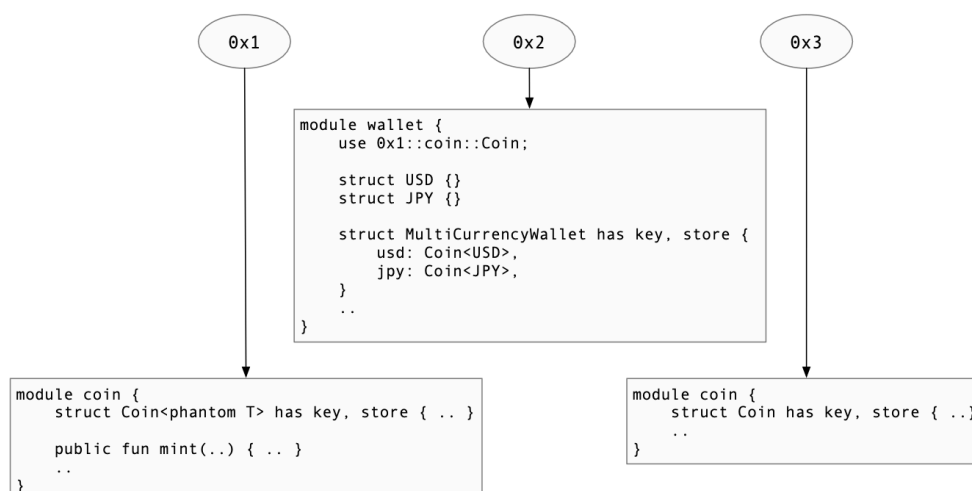 0x1
0x2
0x3
module wallet {
    use 0x1::coin::Coin;
    struct USD {}
    struct JPY {}
    struct MultiCurrencyWallet has key, store {
        usd: Coin<USD>,
        jpy: Coin<JPY>,
    }
    ..
}
module coin {
    struct Coin<phantom T> has key, store { .. }
    public fun mint(..) { .. }
    ..
}
module coin {
    struct Coin has key, store { ..}
    ..
}